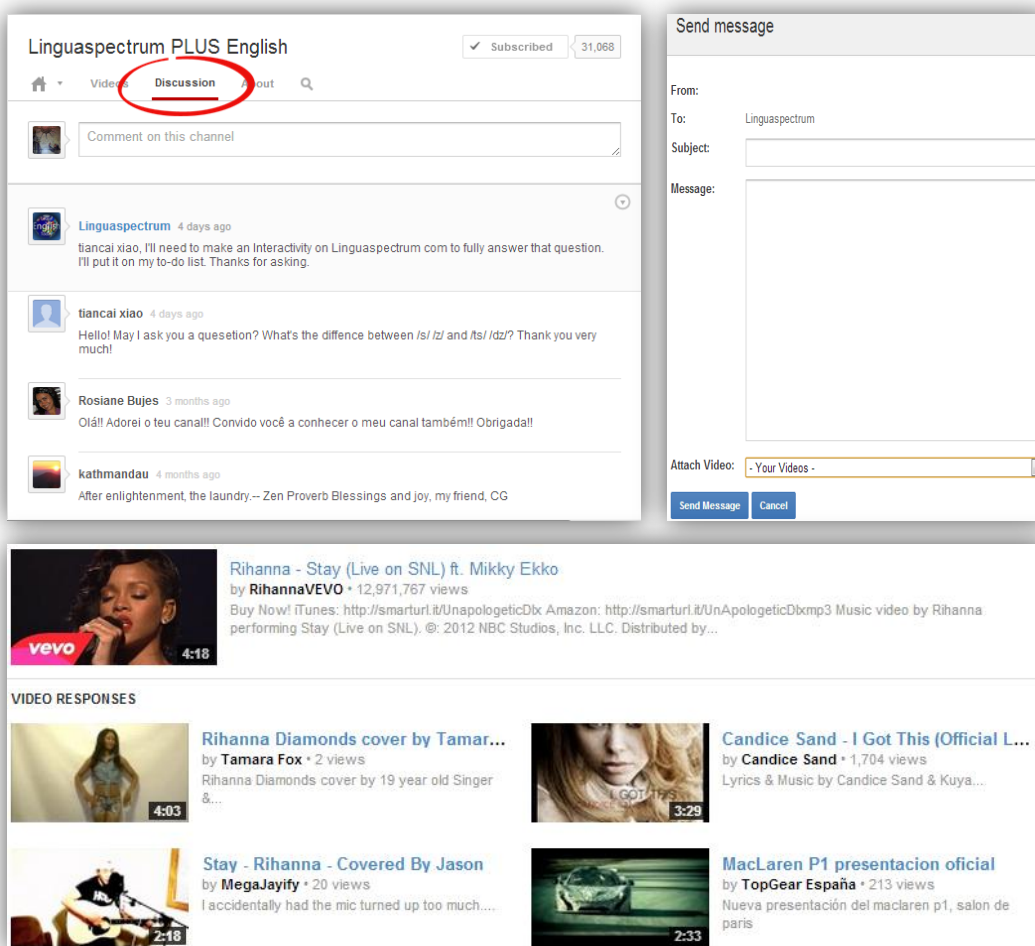 Linguaspectrum PLUS English
✓ Subscribed 31,068
Videos Discussion About
Comment on this channel
Linguaspectrum 4 days ago
tiancai xiao, I'll need to make an Interactivity on Linguaspectrum com to fully answer that question.
I'll put it on my to-do list. Thanks for asking.
tiancai xiao 4 days ago
Hello! May I ask you a quesetion? What's the diffence between /s/ /z/ and /ts/ /dz/? Thank you very
much!
Rosiane Bujes 3 months ago
Olá!! Adorei o teu canal!! Convido você a conhecer o meu canal também!! Obrigada!!
kathmandau 4 months ago
After enlightenment, the laundry.-- Zen Proverb Blessings and joy, my friend, CG
Send message
From:
To: Linguaspectrum
Subject:
Message:
Attach Video: - Your Videos -
Send Message Cancel
Rihanna - Stay (Live on SNL) ft. Mikky Ekko
by RihannaVEVO • 12,971,767 views
Buy Now! iTunes: http://smarturl.it/UnapologeticDlx Amazon: http://smarturl.it/UnApologeticDlxmp3 Music video by Rihanna
performing Stay (Live on SNL). ©: 2012 NBC Studios, Inc. LLC. Distributed by...
vevo 4:18
VIDEO RESPONSES
Rihanna Diamonds cover by Tamar...
by Tamara Fox • 2 views
Rihanna Diamonds cover by 19 year old Singer
&...
4:03
Candice Sand - I Got This (Official L...
by Candice Sand • 1,704 views
Lyrics & Music by Candice Sand & Kuya....
I GOT THIS
3:29
Stay - Rihanna - Covered By Jason
by MegaJayify • 20 views
I accidentally had the mic turned up too much....
2:18
MacLaren P1 presentacion oficial
by TopGear España • 213 views
Nueva presentación del maclaren p1, salon de
paris
2:33